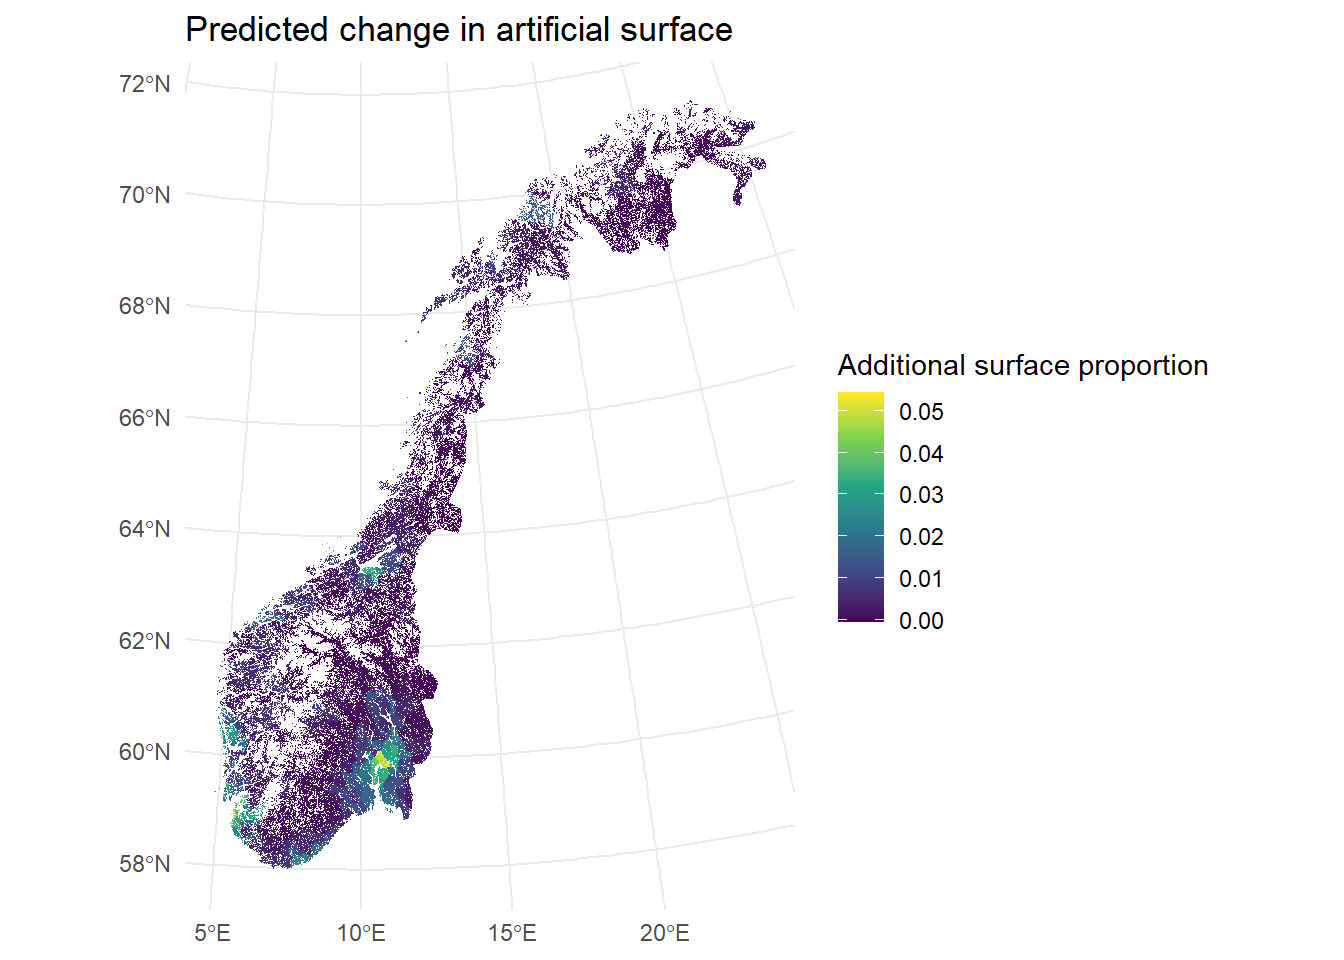 Predicted change in artificial surface
72°N
70°N
68°N
66°N
64°N
62°N
60°N
58°N
5°E
10°E
15°E
20°E
Additional surface proportion
0.05
0.04
0.03
0.02
0.01
0.00